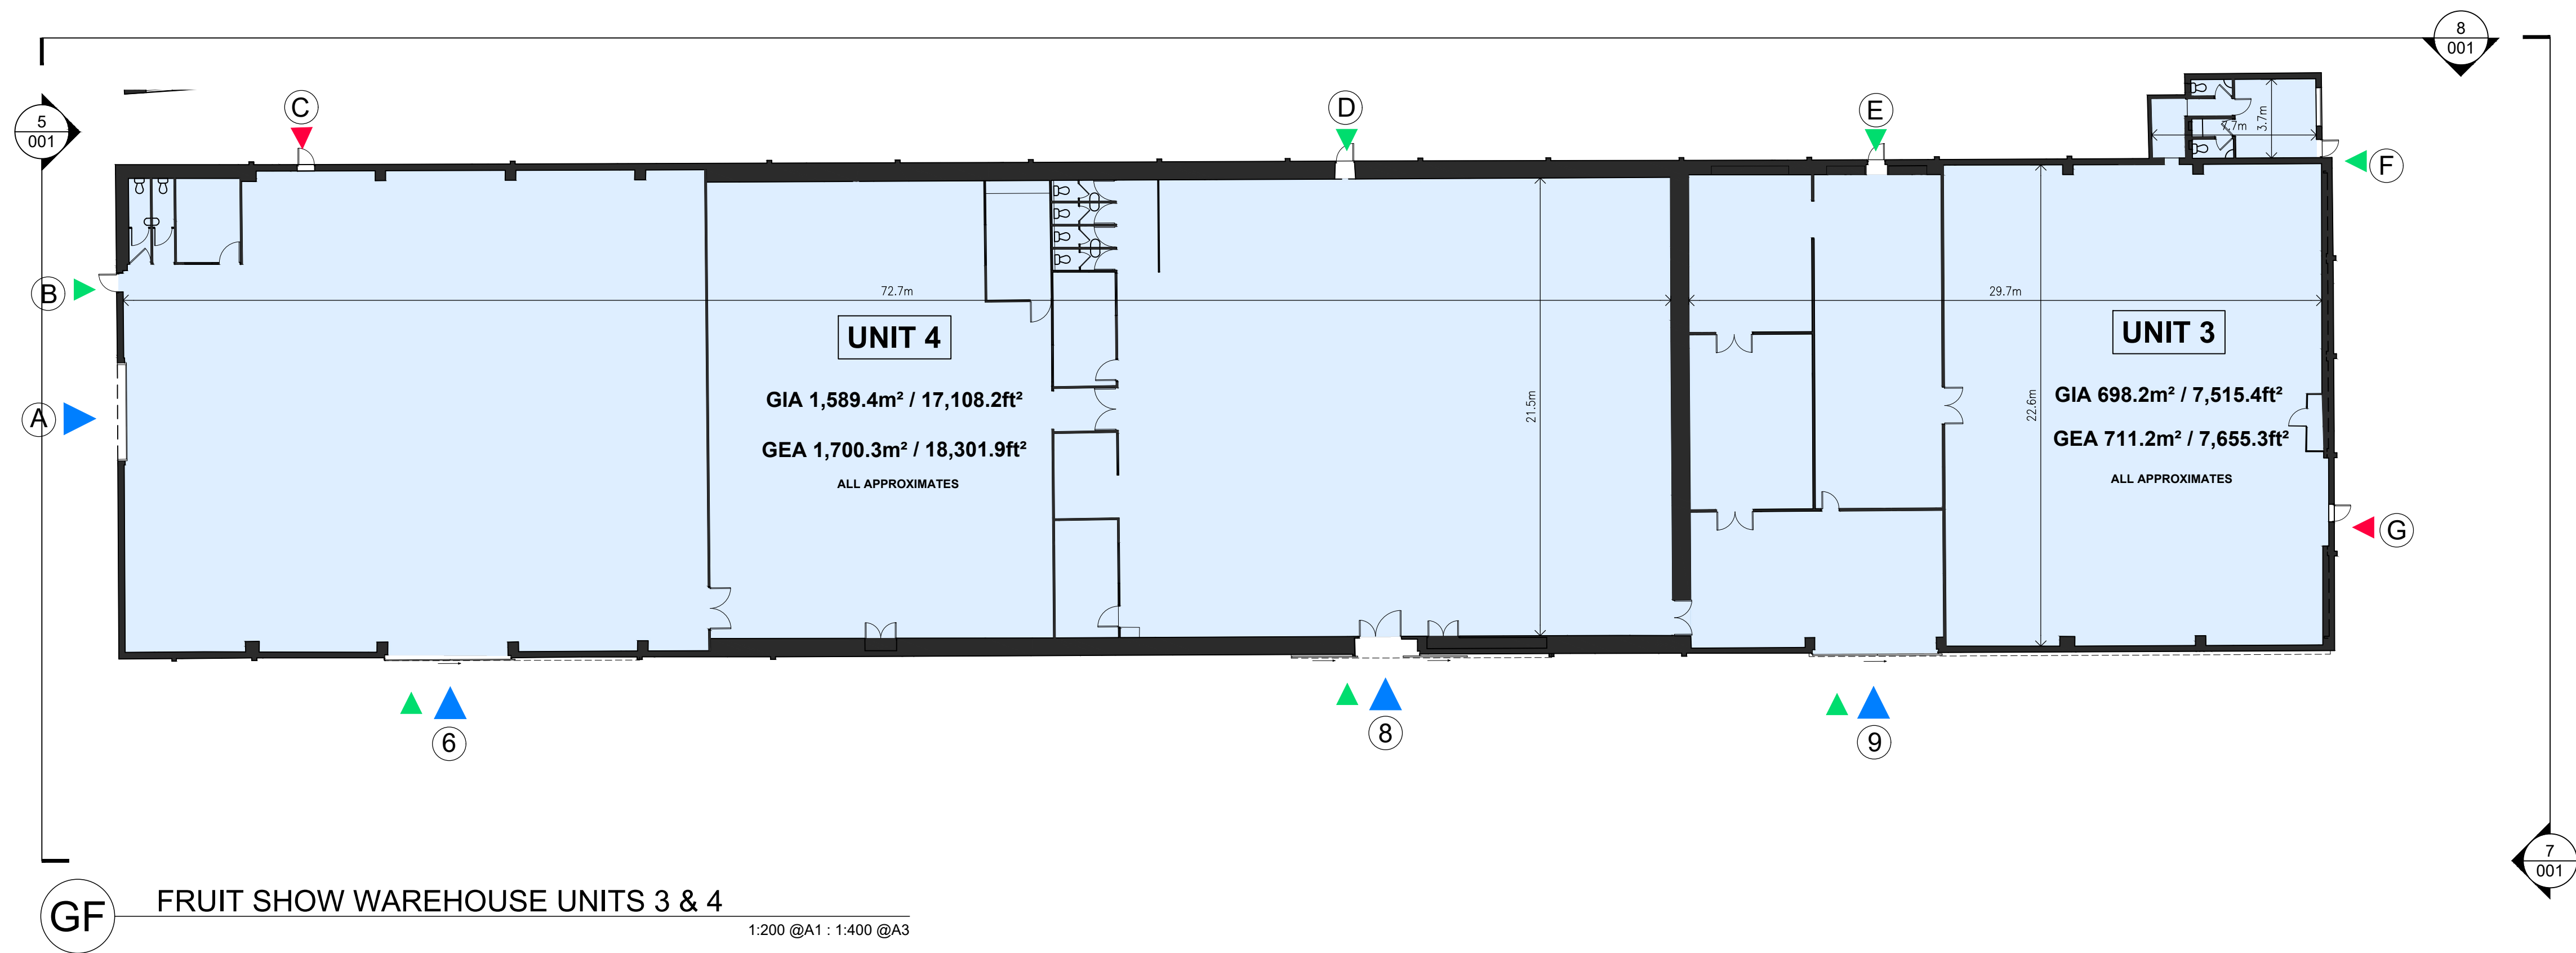 8
001
5
001
C
D
E
F
7.7m
3.7m
B
72.7m
29.7m
UNIT 4
UNIT 3
A
GIA 1,589.4m² / 17,108.2ft²
GEA 1,700.3m² / 18,301.9ft²
ALL APPROXIMATES
21.5m
22.6m
GIA 698.2m² / 7,515.4ft²
GEA 711.2m² / 7,655.3ft²
ALL APPROXIMATES
G
6
8
9
7
001
GF
FRUIT SHOW WAREHOUSE UNITS 3 & 4
1:200 @A1 : 1:400 @A3